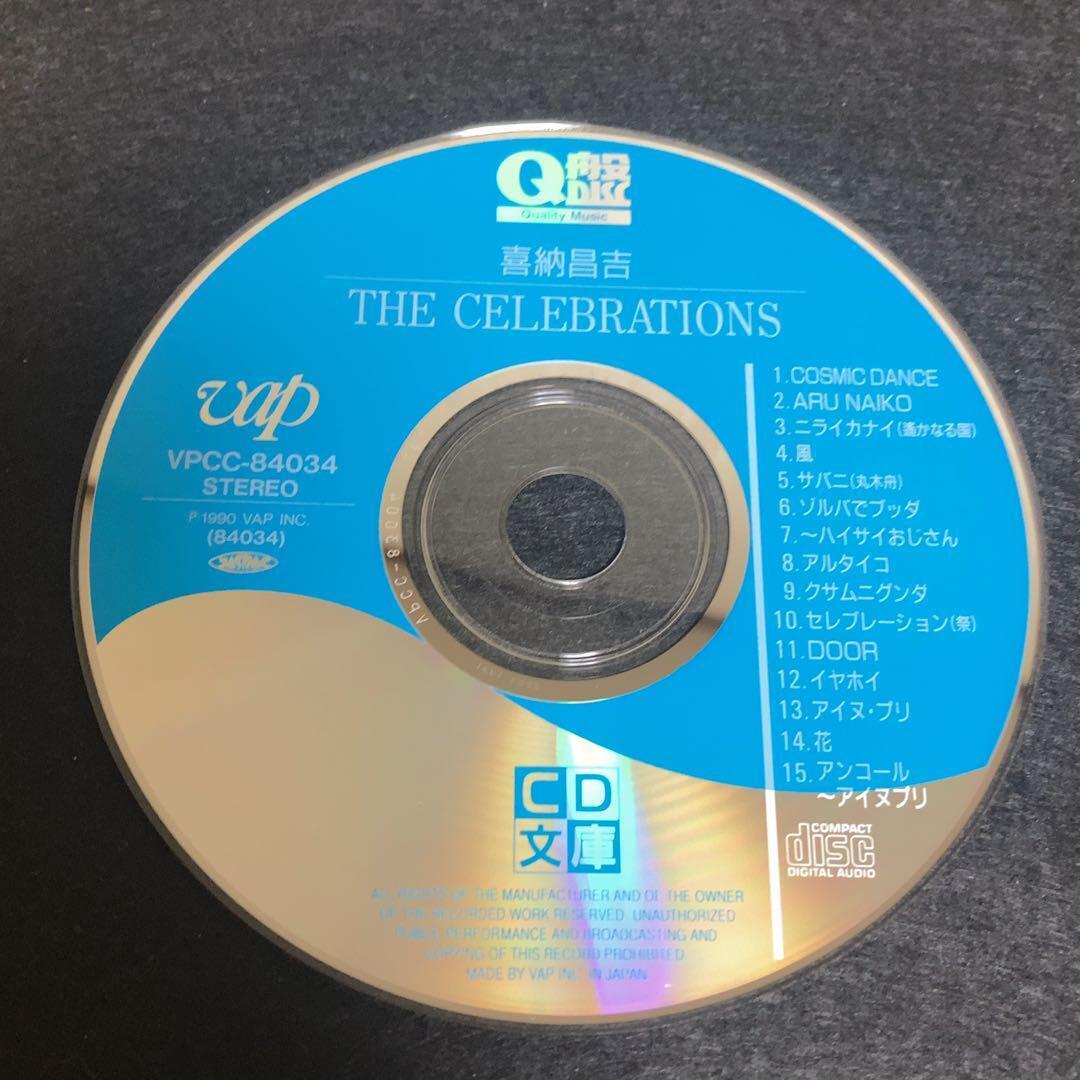 Q盤
DISC
Quality Music
喜納昌吉
THE CELEBRATIONS
vap
VPCC-84034
STEREO
℗1990 VAP INC.
(84034)
1.COSMIC DANCE
2.ARU NAIKO
3.ニライカナイ(遙かなる国)
4.風
5.サバニ(丸木舟)
6.ゾルバでブッダ
7.〜ハイサイおじさん
8.アルタイコ
9.クサムニグンダ
10.セレブレーション(祭)
11.DOOR
12.イヤホイ
13.アイヌ・プリ
14.花
15.アンコール
〜アイヌプリ
CD
文庫
COMPACT
disc
DIGITAL AUDIO
ALL RIGHTS OF THE MANUFACTURER AND OF THE OWNER
OF THE RECORDED WORK RESERVED. UNAUTHORIZED
PUBLIC PERFORMANCE AND BROADCASTING AND
COPYING OF THIS RECORD PROHIBITED.
MADE BY VAP INC. IN JAPAN